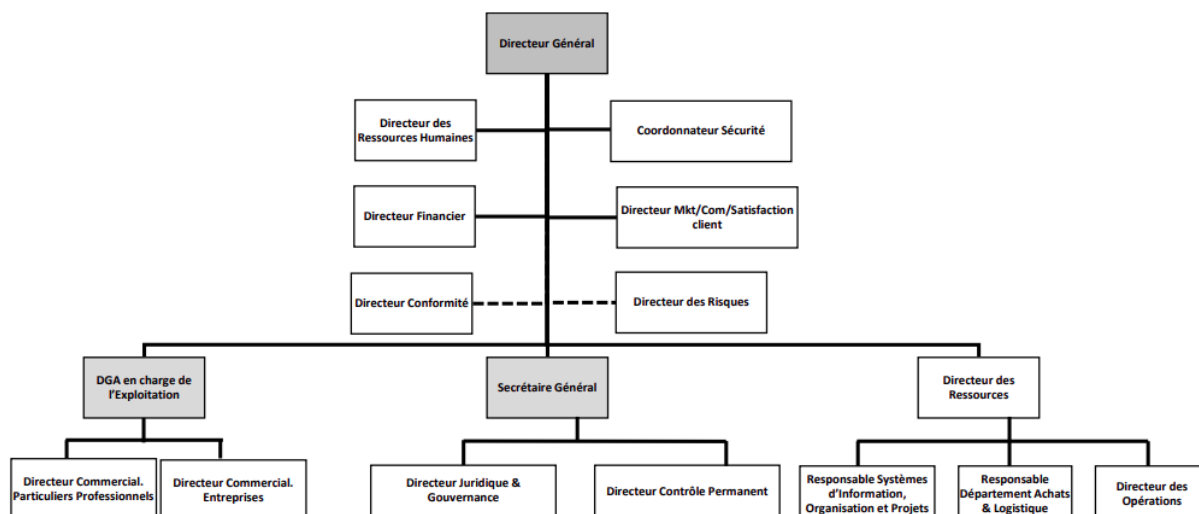 Directeur Général
Directeur des
Ressources Humaines
Coordonnateur Sécurité
Directeur Financier
Directeur Mkt/Com/Satisfaction
client
Directeur Conformité
Directeur des Risques
DGA en charge de
l'Exploitation
Secrétaire Général
Directeur des
Ressources
Directeur Commercial.
Particuliers Professionnels
Directeur Commercial.
Entreprises
Directeur Juridique &
Gouvernance
Directeur Contrôle Permanent
Responsable Systèmes
d'Information,
Organisation et Projets
Responsable
Département Achats
& Logistique
Directeur des
Opérations